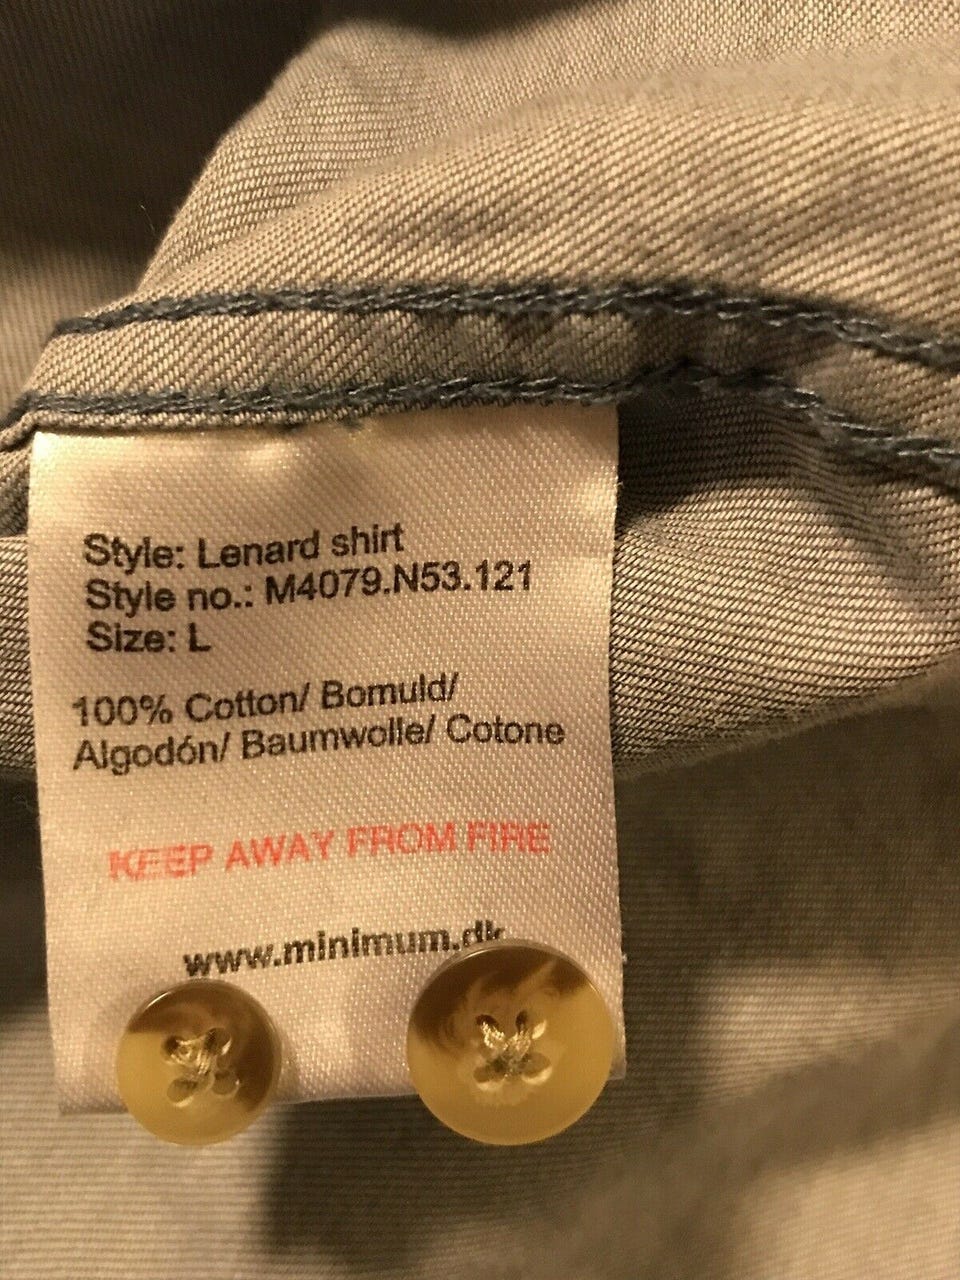 Style: Lenard shirt
Style no.: M4079.N53.121
Size: L
100% Cotton/ Bomuld/
Algodón/ Baumwolle/ Cotone
KEEP AWAY FROM FIRE
www.minimum.dk